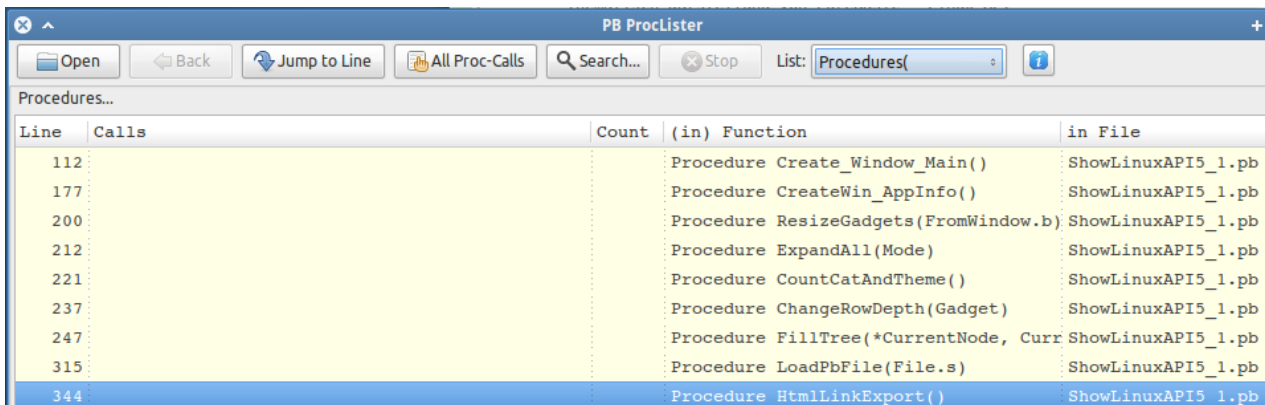 PB ProcLister
Open Back Jump to Line All Proc-Calls Search... Stop List: Procedures(
Procedures...
Line Calls Count (in) Function in File
112 Procedure Create_Window_Main() ShowLinuxAPI5_1.pb
177 Procedure CreateWin_AppInfo() ShowLinuxAPI5_1.pb
200 Procedure ResizeGadgets(FromWindow.b) ShowLinuxAPI5_1.pb
212 Procedure ExpandAll(Mode) ShowLinuxAPI5_1.pb
221 Procedure CountCatAndTheme() ShowLinuxAPI5_1.pb
237 Procedure ChangeRowDepth(Gadget) ShowLinuxAPI5_1.pb
247 Procedure FillTree(*CurrentNode, Curr ShowLinuxAPI5_1.pb
315 Procedure LoadPbFile(File.s) ShowLinuxAPI5_1.pb
344 Procedure HtmlLinkExport() ShowLinuxAPI5_1.pb